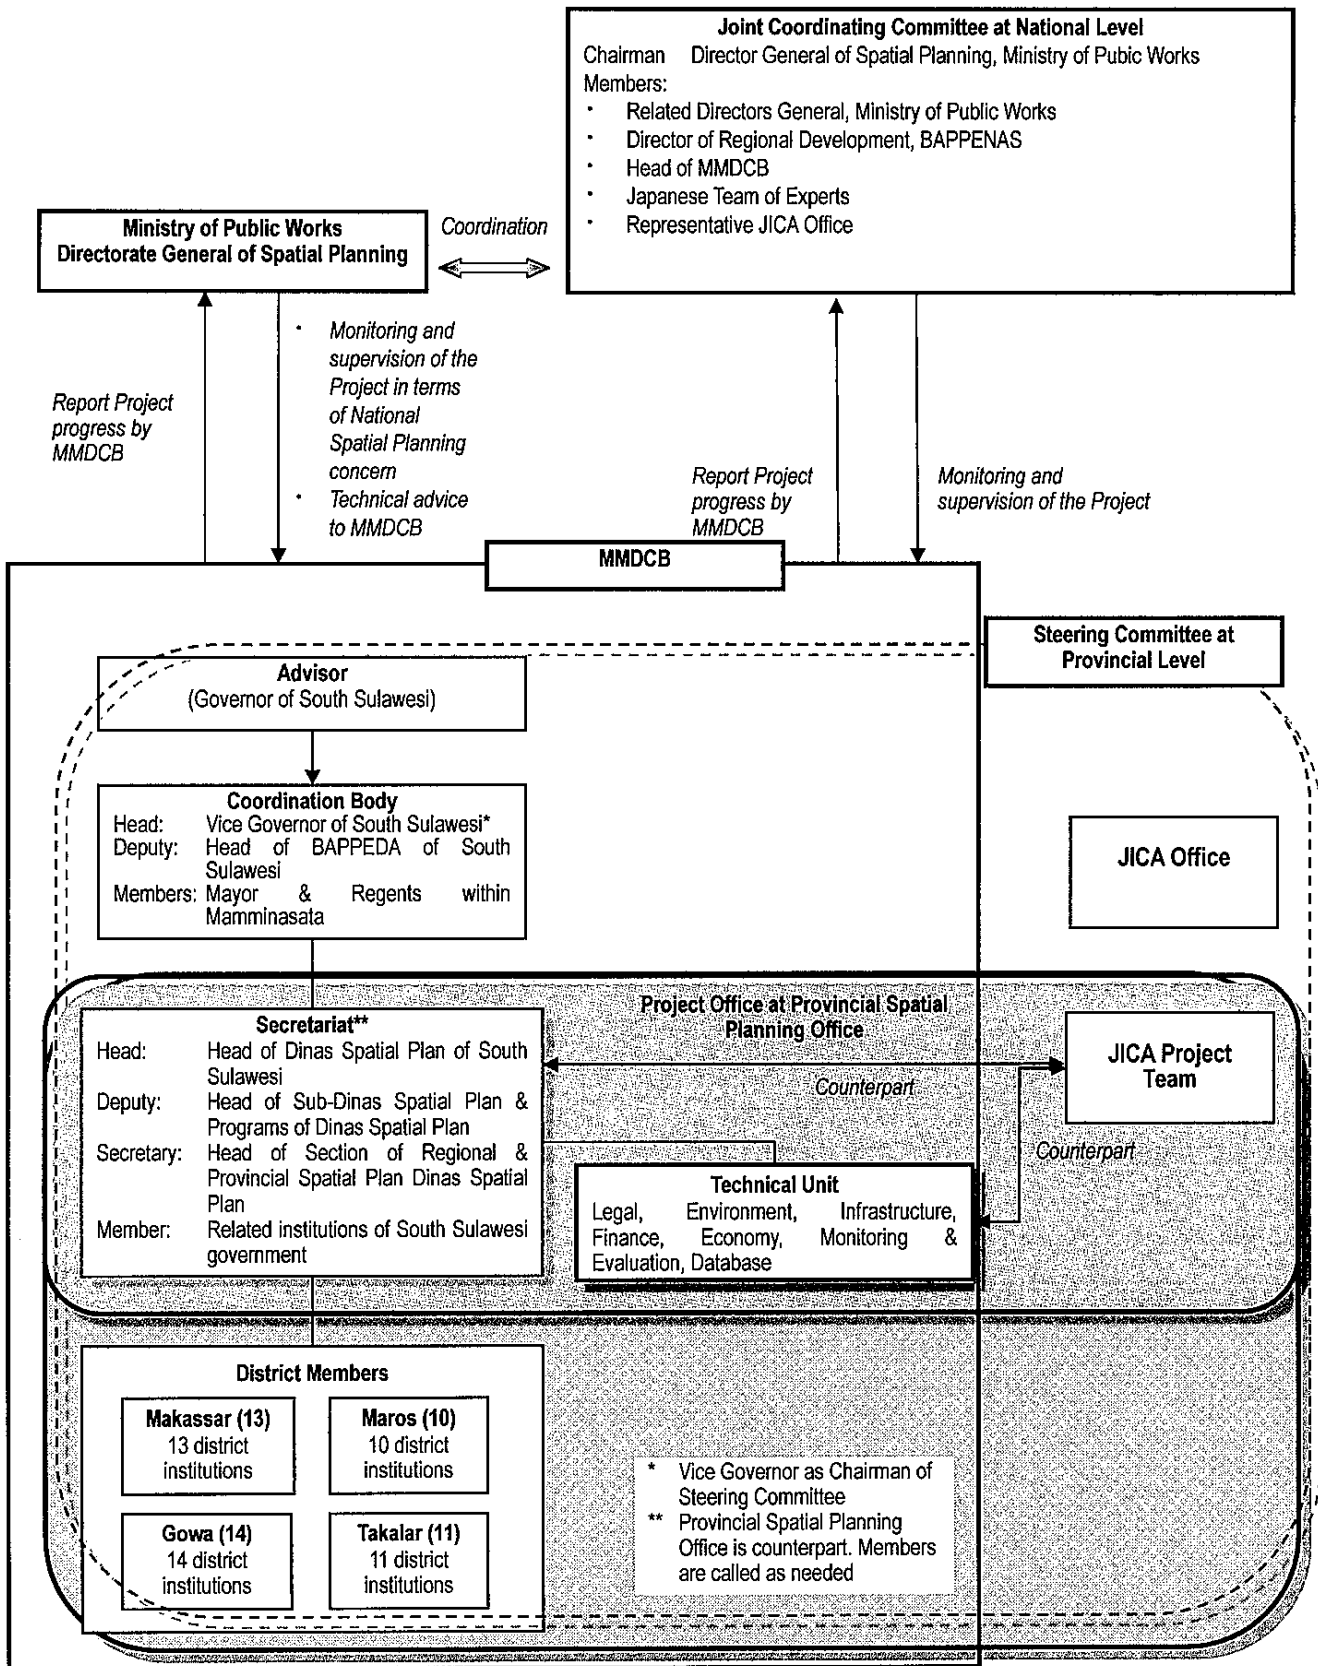 Joint Coordinating Committee at National Level
Chairman Director General of Spatial Planning, Ministry of Pubic Works
Members:
· Related Directors General, Ministry of Public Works
· Director of Regional Development, BAPPENAS
· Head of MMDCB
· Japanese Team of Experts
· Representative JICA Office
Ministry of Public Works
Directorate General of Spatial Planning
Coordination
· Monitoring and
supervision of the
Project in terms
of National
Spatial Planning
concern
· Technical advice
to MMDCB
Report Project
progress by
MMDCB
Report Project
progress by
MMDCB
Monitoring and
supervision of the Project
MMDCB
Steering Committee at
Provincial Level
Advisor
(Governor of South Sulawesi)
Coordination Body
Head: Vice Governor of South Sulawesi*
Deputy: Head of BAPPEDA of South
Sulawesi
Members: Mayor & Regents within
Mamminasata
JICA Office
Project Office at Provincial Spatial
Planning Office
Secretariat**
Head: Head of Dinas Spatial Plan of South
Sulawesi
Deputy: Head of Sub-Dinas Spatial Plan &
Programs of Dinas Spatial Plan
Secretary: Head of Section of Regional &
Provincial Spatial Plan Dinas Spatial
Plan
Member: Related institutions of South Sulawesi
government
JICA Project
Team
Counterpart
Counterpart
Technical Unit
Legal, Environment, Infrastructure,
Finance, Economy, Monitoring &
Evaluation, Database
District Members
Makassar (13)
13 district
institutions
Maros (10)
10 district
institutions
Gowa (14)
14 district
institutions
Takalar (11)
11 district
institutions
* Vice Governor as Chairman of
Steering Committee
** Provincial Spatial Planning
Office is counterpart. Members
are called as needed